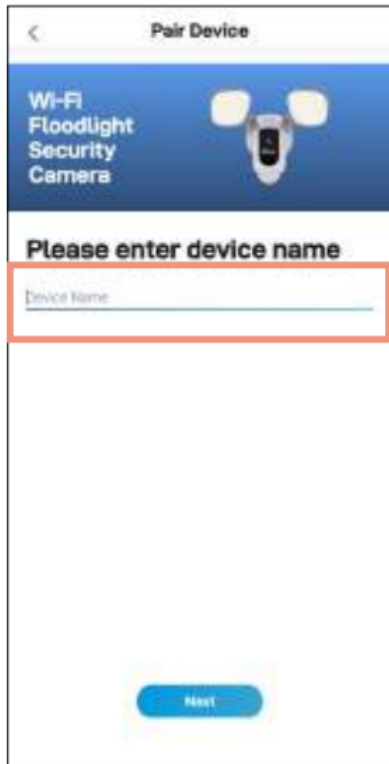 Pair Device
Wi-Fi
Floodlight
Security
Camera
Please enter device name
Device Name
Next